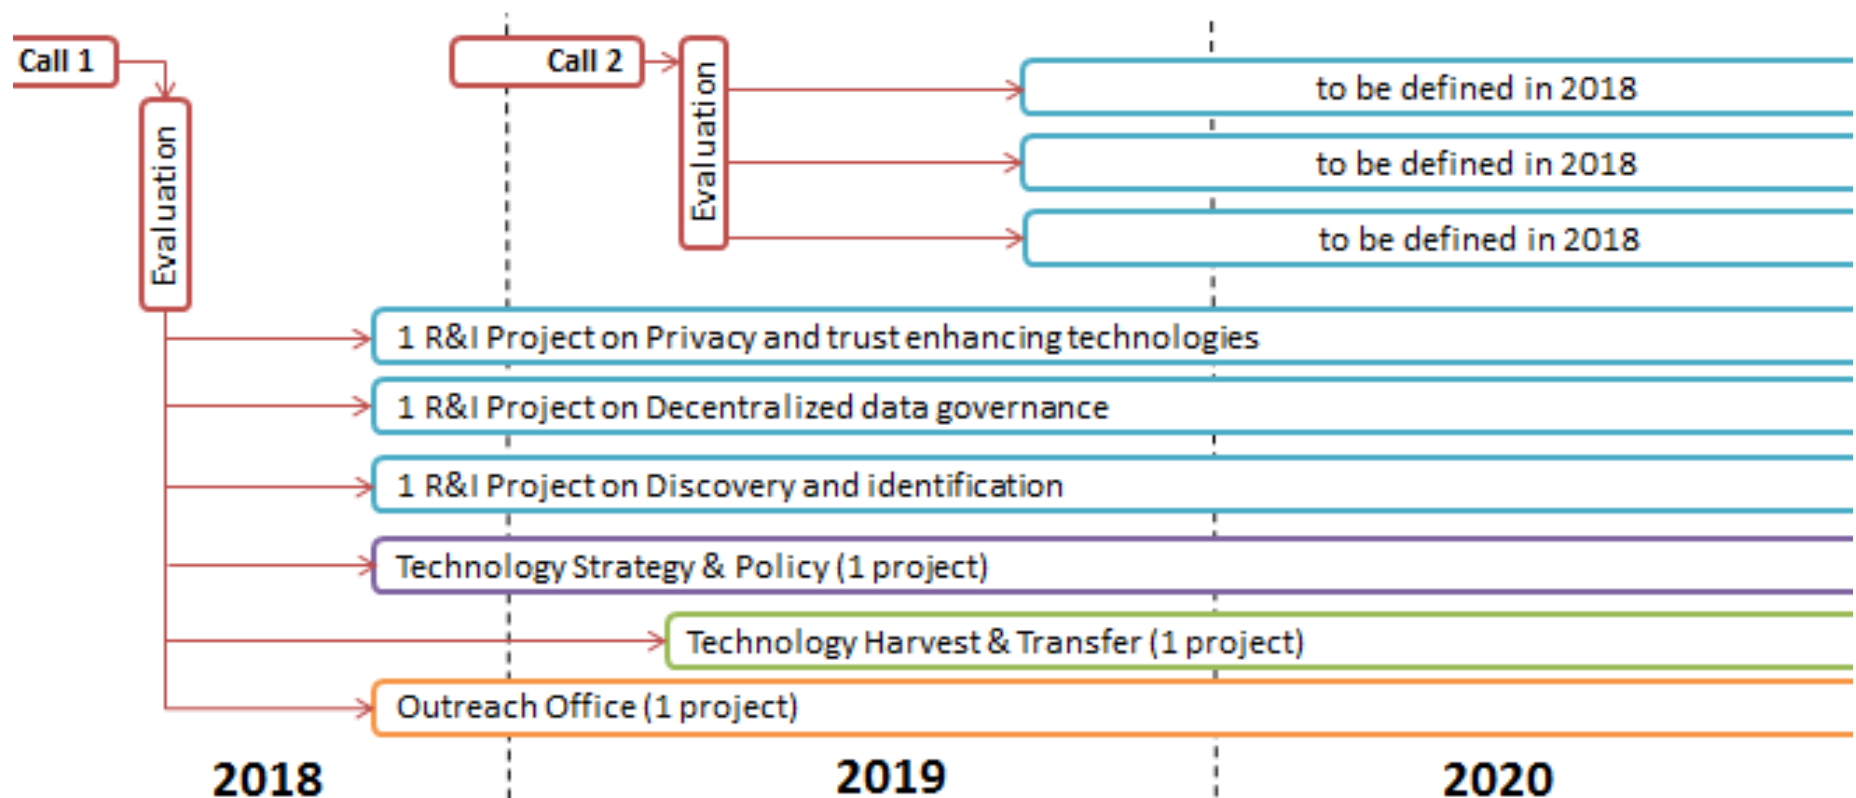 Call 1
Evaluation
Call 2
Evaluation
to be defined in 2018
to be defined in 2018
to be defined in 2018
1 R&I Project on Privacy and trust enhancing technologies
1 R&I Project on Decentralized data governance
1 R&I Project on Discovery and identification
Technology Strategy & Policy (1 project)
Technology Harvest & Transfer (1 project)
Outreach Office (1 project)
2018
2019
2020